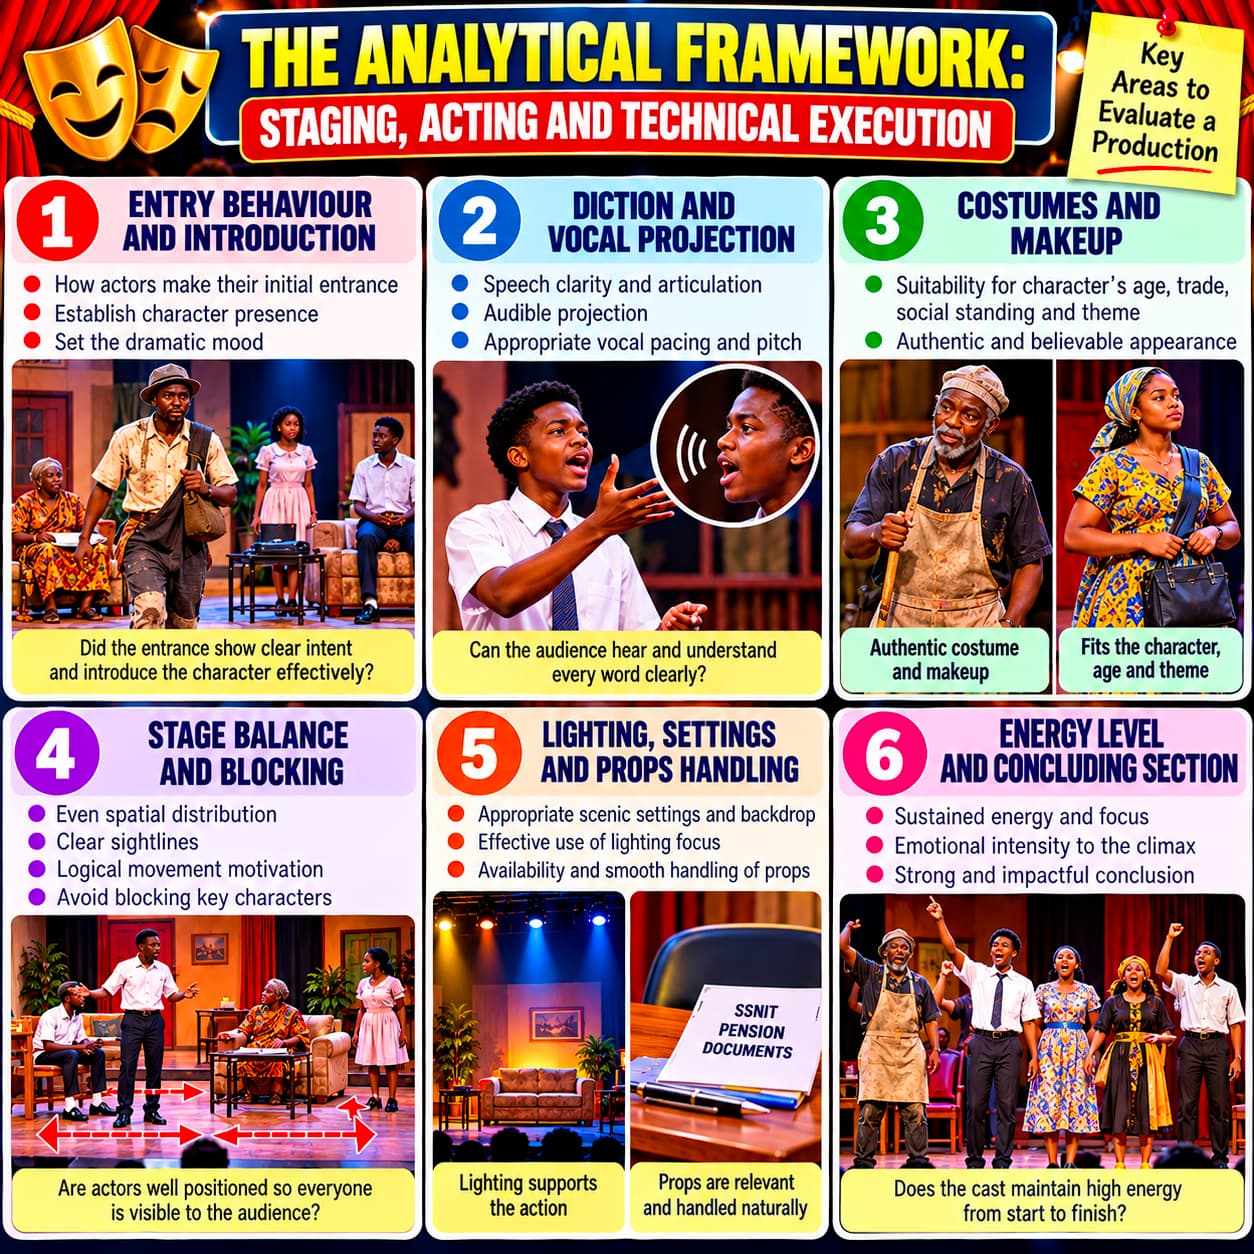 THE ANALYTICAL FRAMEWORK:
STAGING, ACTING AND TECHNICAL EXECUTION
Key
Areas to
Evaluate a
Production
1
ENTRY BEHAVIOUR
AND INTRODUCTION
How actors make their initial entrance
Establish character presence
Set the dramatic mood
Did the entrance show clear intent
and introduce the character effectively?
2
DICTION AND
VOCAL PROJECTION
Speech clarity and articulation
Audible projection
Appropriate vocal pacing and pitch
Can the audience hear and understand
every word clearly?
3
COSTUMES AND
MAKEUP
Suitability for character's age, trade,
social standing and theme
Authentic and believable appearance
Authentic costume
and makeup
Fits the character,
age and theme
4
STAGE BALANCE
AND BLOCKING
Even spatial distribution
Clear sightlines
Logical movement motivation
Avoid blocking key characters
Are actors well positioned so everyone
is visible to the audience?
5
LIGHTING, SETTINGS
AND PROPS HANDLING
Appropriate scenic settings and backdrop
Effective use of lighting focus
Availability and smooth handling of props
SSNIT
PENSION
DOCUMENTS
Lighting supports
the action
Props are relevant
and handled naturally
6
ENERGY LEVEL
AND CONCLUDING SECTION
Sustained energy and focus
Emotional intensity to the climax
Strong and impactful conclusion
Does the cast maintain high energy
from start to finish?